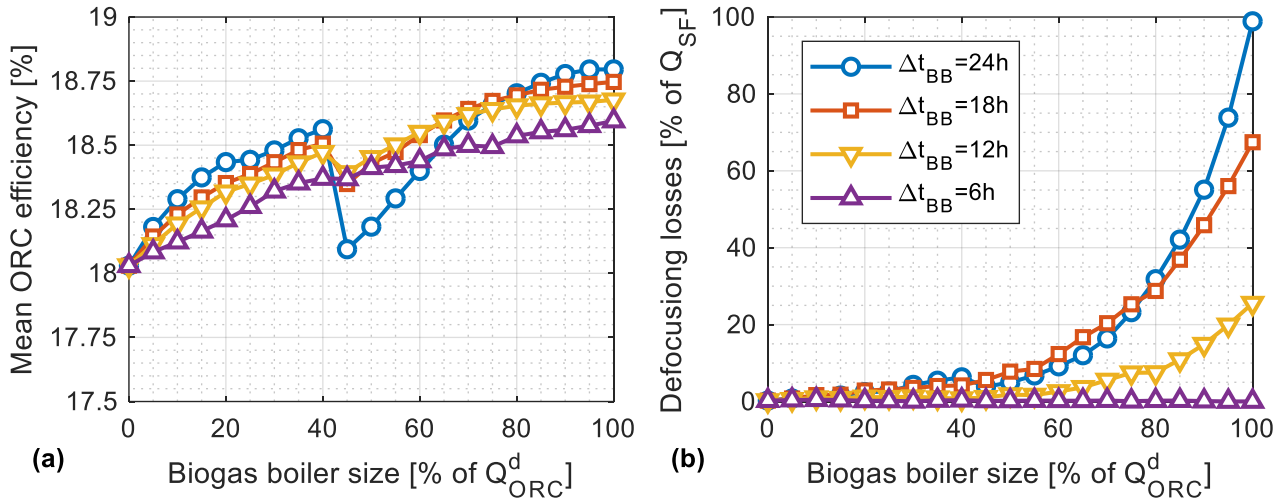 19
18.75
18.5
18.25
18
17.75
17.5
Mean ORC efficiency [%]
0 20 40 60 80 100
Biogas boiler size [% of Q^d_ORC]
(a)
100
80
60
40
20
0
Defocusiong losses [% of Q_SF]
Δt_BB=24h
Δt_BB=18h
Δt_BB=12h
Δt_BB=6h
0 20 40 60 80 100
Biogas boiler size [% of Q^d_ORC]
(b)